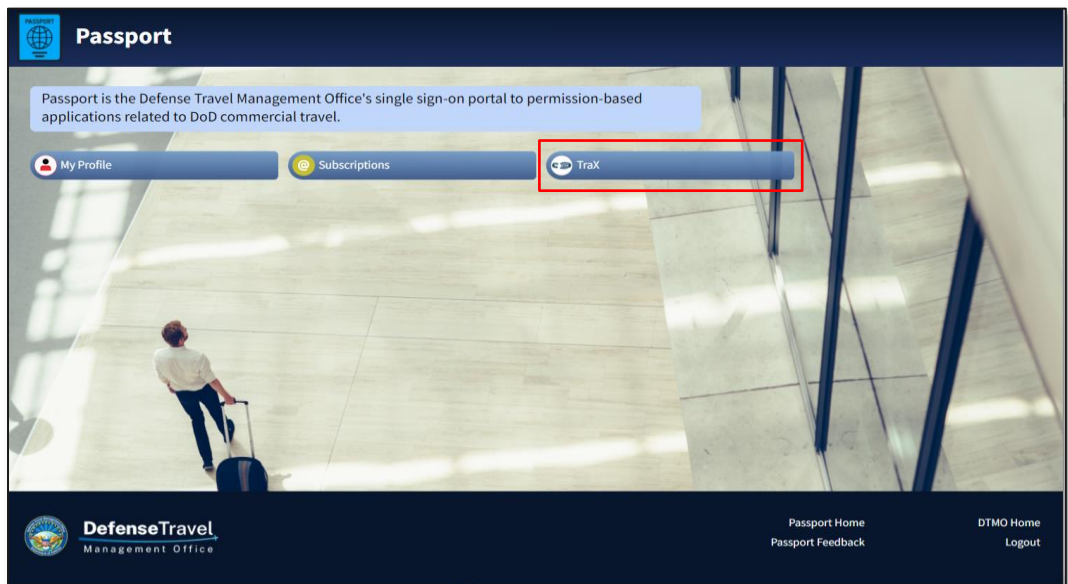 PASSPORT
Passport
Passport is the Defense Travel Management Office's single sign-on portal to permission-based
applications related to DoD commercial travel.
My Profile
@ Subscriptions
TraX
DefenseTravel
Management Office
Passport Home
DTMO Home
Passport Feedback
Logout